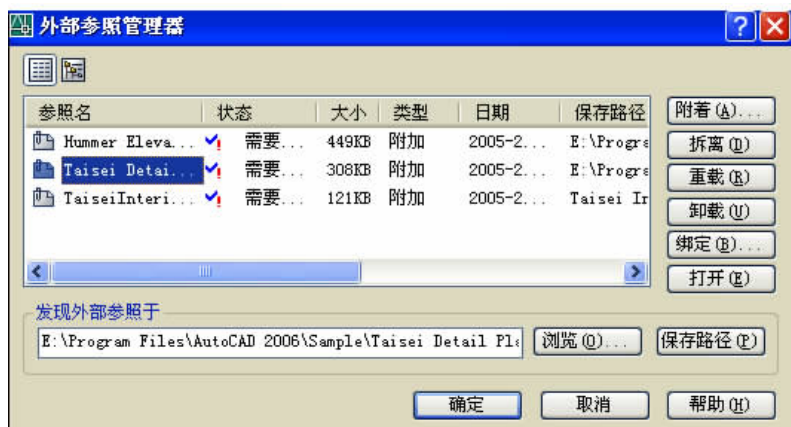 外部参照管理器
参照名 状态 大小 类型 日期 保存路径
Hummer Eleva... 需要... 449KB 附加 2005-2... E:\Progra
Taisei Detai... 需要... 308KB 附加 2005-2... E:\Progra
TaiseiInteri... 需要... 121KB 附加 2005-2... Taisei Ir
附着(A)...
拆离(D)
重载(R)
卸载(U)
绑定(B)...
打开(E)
发现外部参照于
E:\Program Files\AutoCAD 2006\Sample\Taisei Detail Pla
浏览(O)... 保存路径(P)
确定 取消 帮助(H)